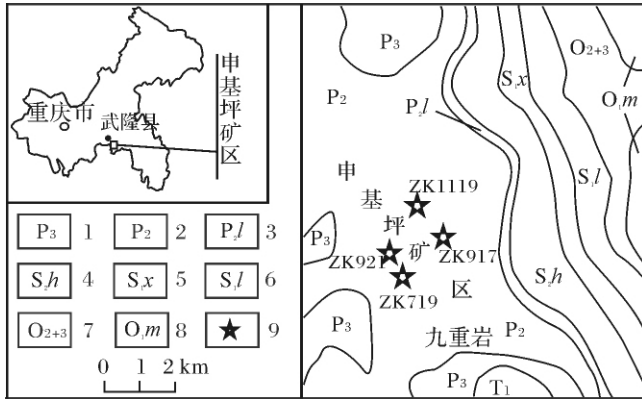 重庆市
武隆县
申基坪矿区
P3 1 P2 2 P2l 3
S2h 4 S1x 5 S1l 6
O2+3 7 O1m 8 9
0 1 2 km
P3
P2
P2l
S1x
O2+3
O1m
S1l
S2h
申基坪矿区
ZK1119
ZK917
ZK921
ZK719
P3
P3
九重岩 P2
P3
T1